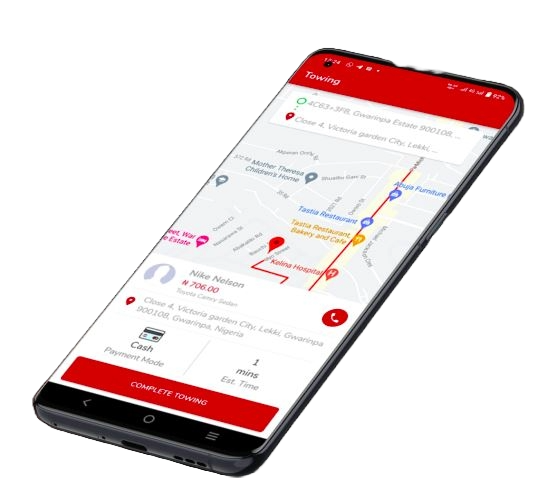 17:24
92%
Towing
4C63+3F8, Gwarinpa Estate 900108, ...
Close 4, Victoria garden City, Lekki, ...
Mother Theresa
Children's Home
Abuja Furniture
Tastia Restaurant
Tastia Restaurant,
Bakery and Cafe
Kelina Hospital
Nike Nelson
₦ 706.00
Toyota Camry Sedan
Close 4, Victoria garden City, Lekki, Gwarinpa
900108, Gwarinpa, Nigeria
Cash
Payment Mode
1
mins
Est. Time
COMPLETE TOWING